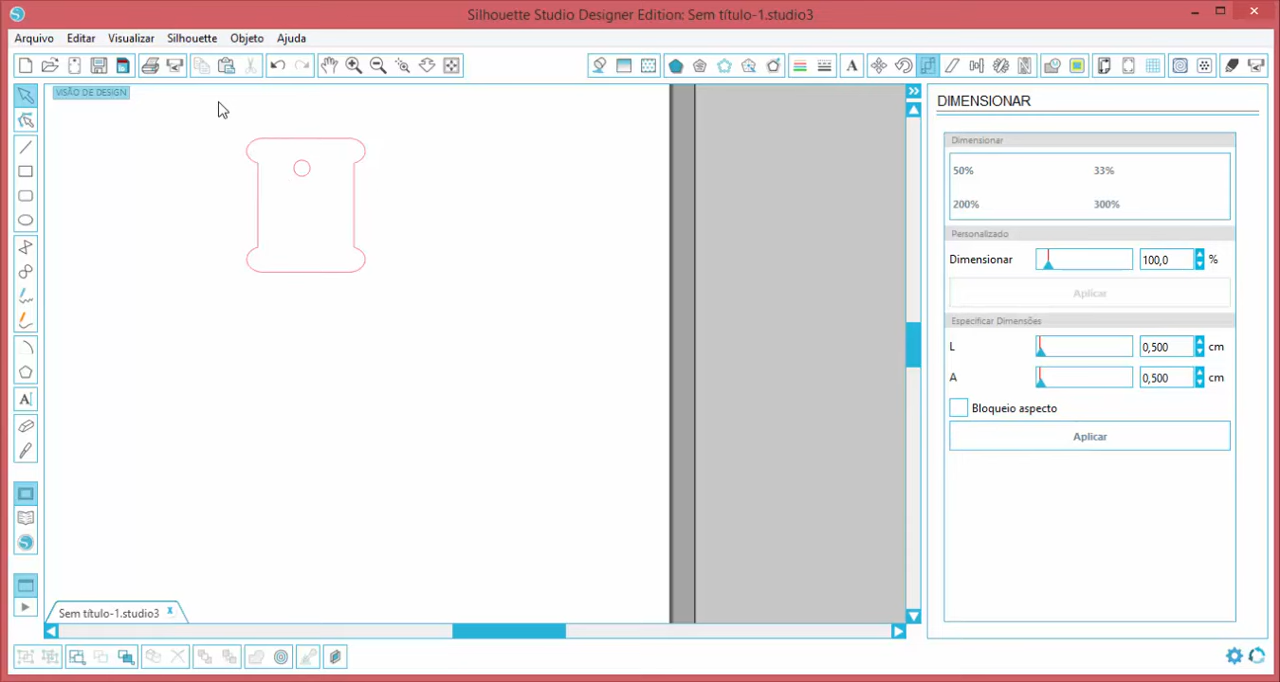 Silhouette Studio Designer Edition: Sem título-1.studio3
Arquivo Editar Visualizar Silhouette Objeto Ajuda
VISÃO DE DESIGN
DIMENSIONAR
Dimensionar
50% 33%
200% 300%
Personalizado
Dimensionar 100,0 %
Aplicar
Especificar Dimensões
L 0,500 cm
A 0,500 cm
Bloqueio aspecto
Aplicar
Sem título-1.studio3